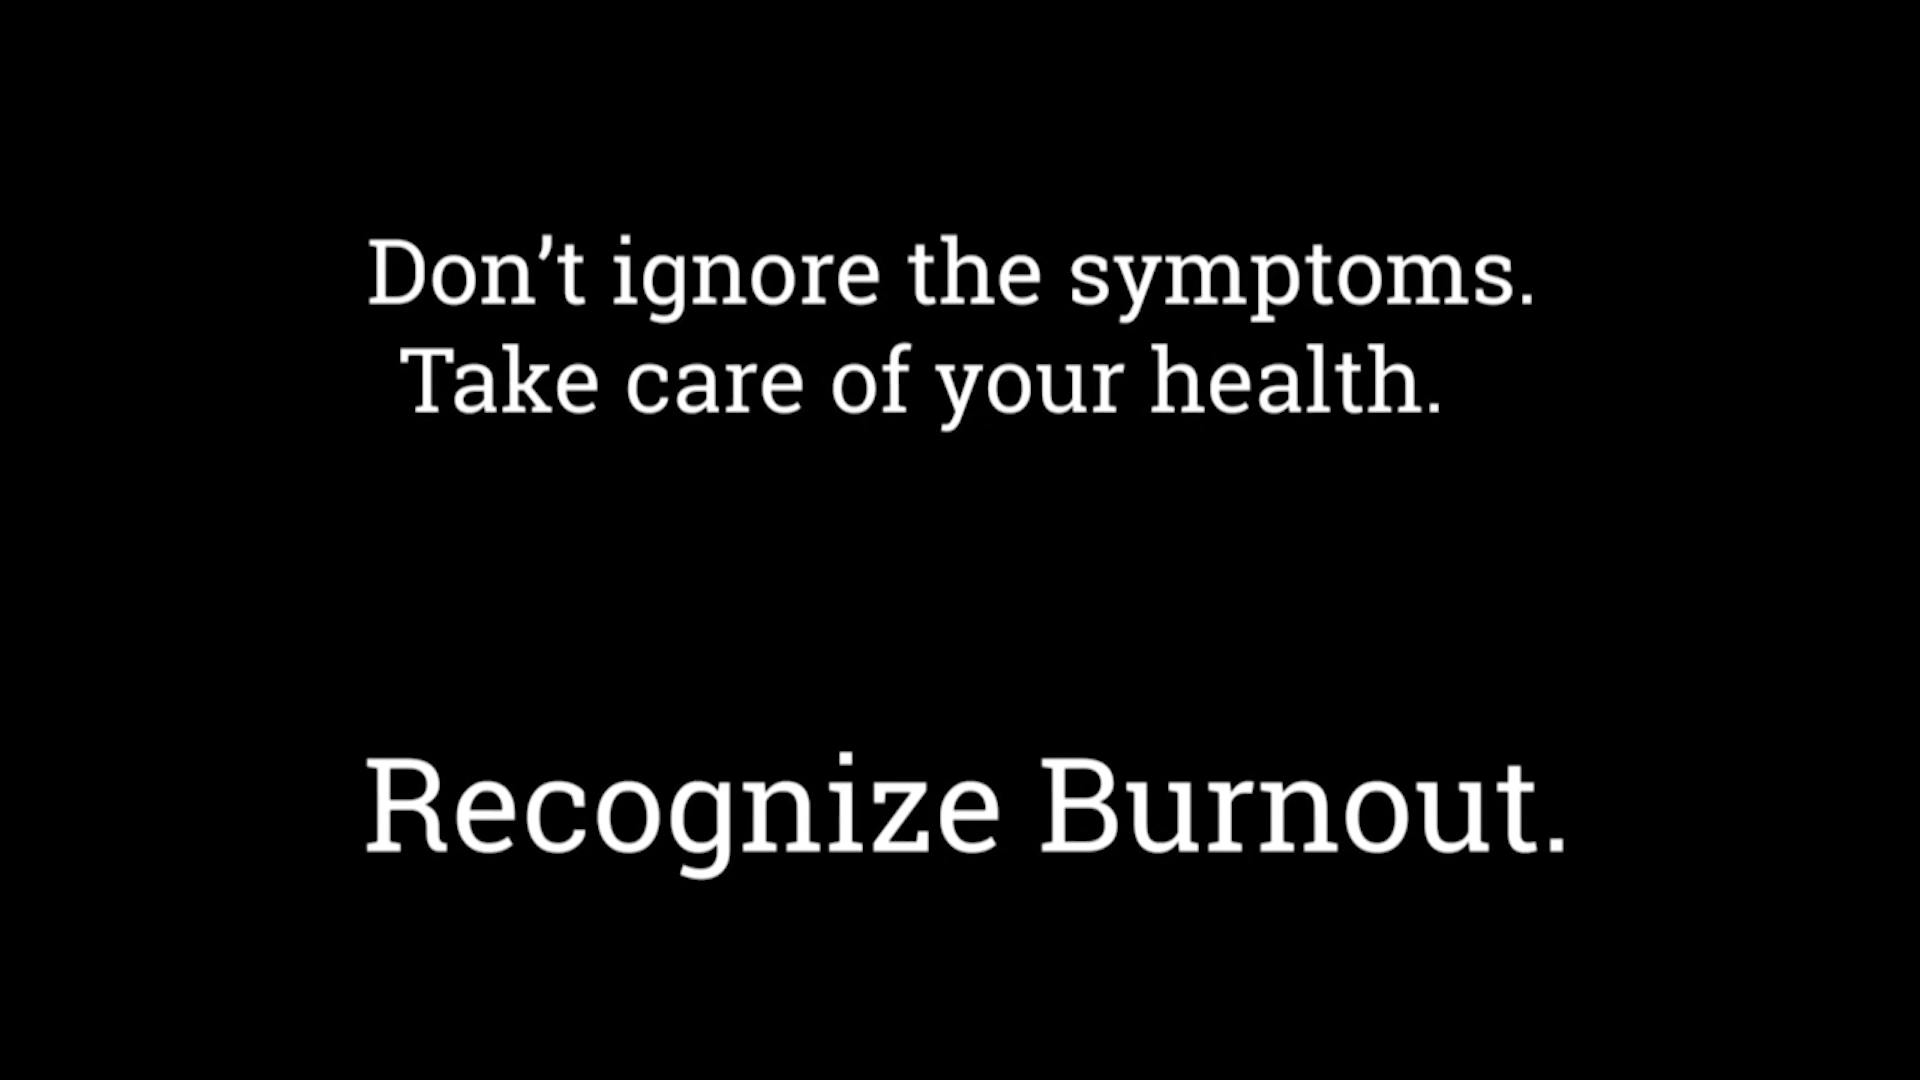 Don’t ignore the symptoms.
Take care of your health.
Recognize Burnout.